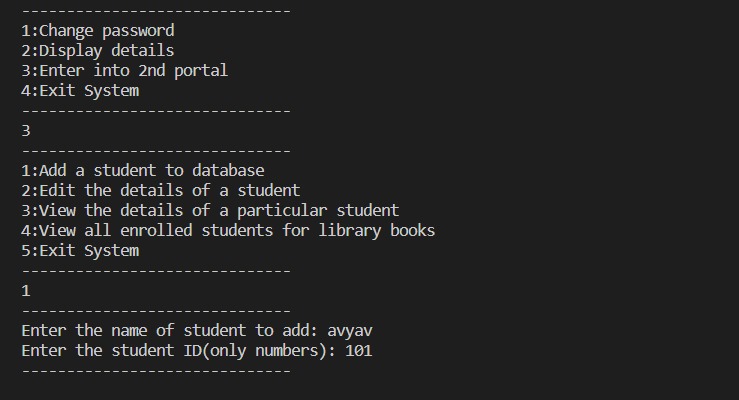 ------------------------------
1:Change password
2:Display details
3:Enter into 2nd portal
4:Exit System
------------------------------
3
------------------------------
1:Add a student to database
2:Edit the details of a student
3:View the details of a particular student
4:View all enrolled students for library books
5:Exit System
------------------------------
1
------------------------------
Enter the name of student to add: avyav
Enter the student ID(only numbers): 101
------------------------------